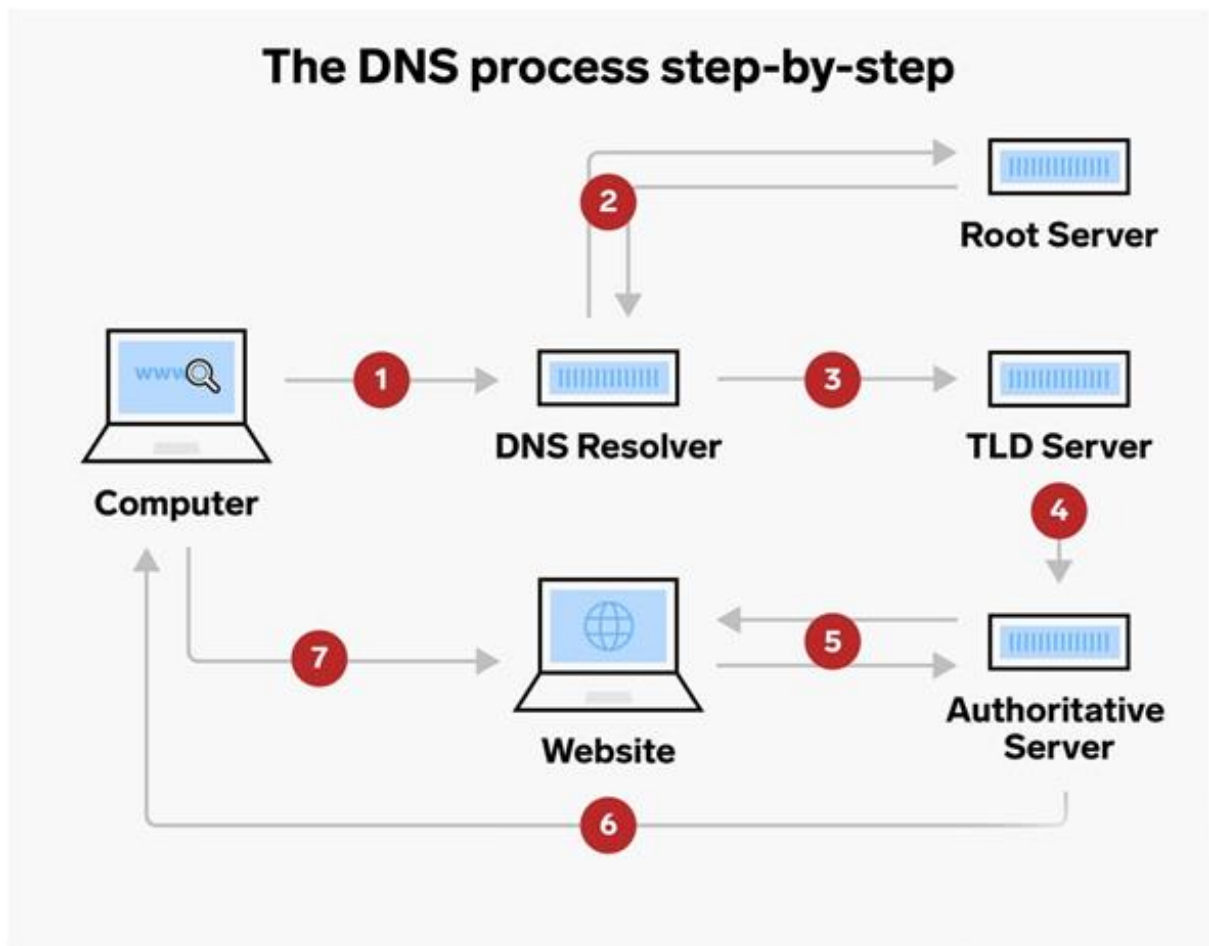 The DNS process step-by-step
2
Root Server
www
1
3
DNS Resolver
TLD Server
Computer
4
5
7
Authoritative
Server
Website
6